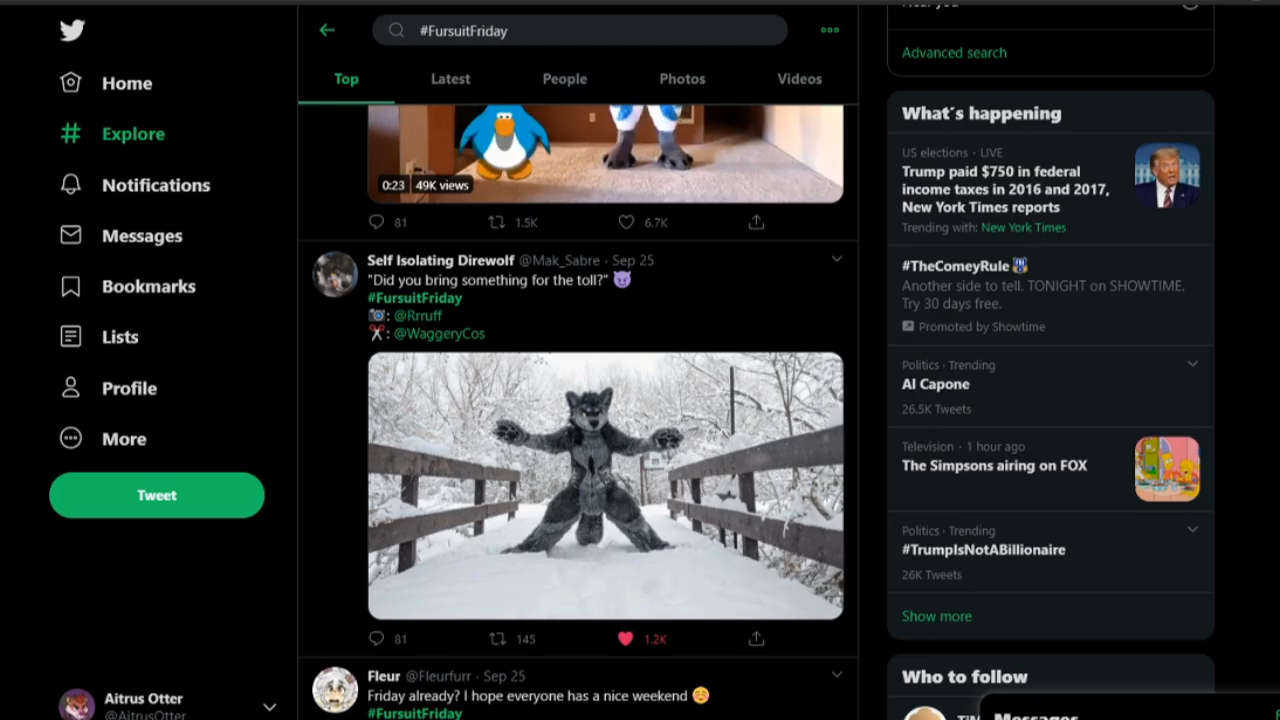 Home
Explore
Notifications
Messages
Bookmarks
Lists
Profile
More
Tweet
Aitrus Otter
@AitrusOtter
#FursuitFriday
Top
Latest
People
Photos
Videos
0:23
49K views
81
1.5K
6.7K
Self Isolating Direwolf @Mak_Sabre · Sep 25
"Did you bring something for the toll?" 😈
#FursuitFriday
📸: @Rrruff
✂️: @WaggeryCos
81
145
1.2K
Fleur @Fleurfurr · Sep 25
Friday already? I hope everyone has a nice weekend ☺️
#FursuitFriday
Near you
Advanced search
What´s happening
US elections · LIVE
Trump paid $750 in federal
income taxes in 2016 and 2017,
New York Times reports
Trending with: New York Times
#TheComeyRule
Another side to tell. TONIGHT on SHOWTIME.
Try 30 days free.
Promoted by Showtime
Politics · Trending
Al Capone
26.5K Tweets
Television · 1 hour ago
The Simpsons airing on FOX
Politics · Trending
#TrumpIsNotABillionaire
26K Tweets
Show more
Who to follow
Messages